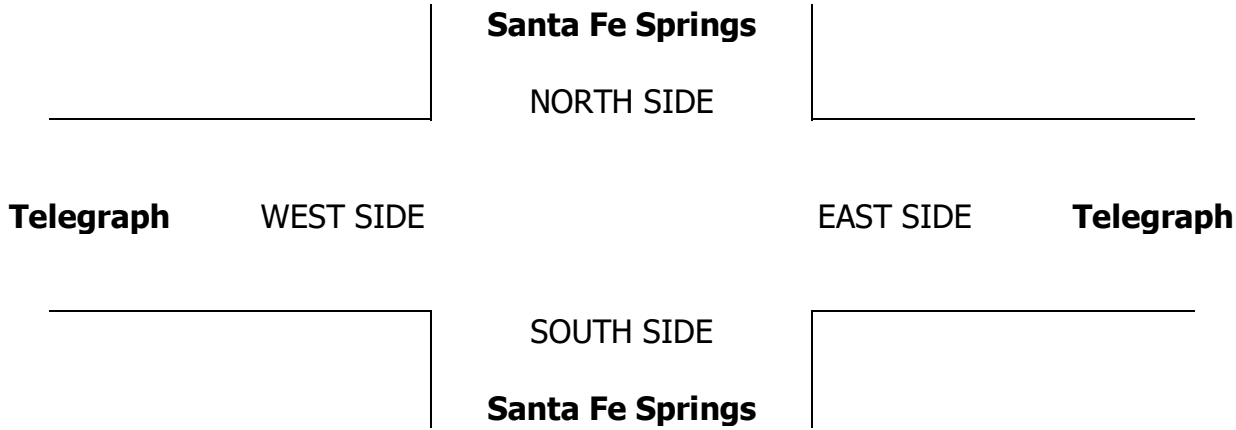 Santa Fe Springs
NORTH SIDE
Telegraph WEST SIDE EAST SIDE Telegraph
SOUTH SIDE
Santa Fe Springs